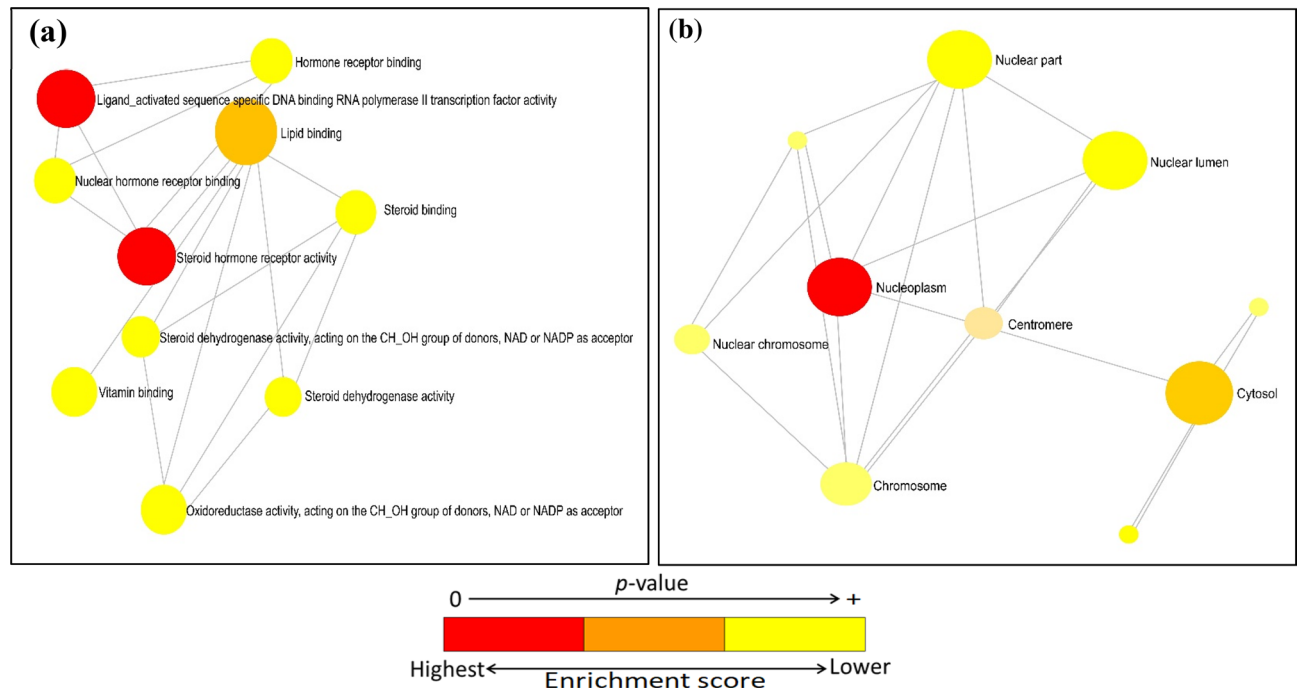 (a)
Hormone receptor binding
Ligand_activated sequence specific DNA binding RNA polymerase II transcription factor activity
Lipid binding
Nuclear hormone receptor binding
Steroid binding
Steroid hormone receptor activity
Steroid dehydrogenase activity, acting on the CH_OH group of donors, NAD or NADP as acceptor
Vitamin binding
Steroid dehydrogenase activity
Oxidoreductase activity, acting on the CH_OH group of donors, NAD or NADP as acceptor
(b)
Nuclear part
Nuclear lumen
Nucleoplasm
Centromere
Nuclear chromosome
Cytosol
Chromosome
p-value
0 +
Highest Lower
Enrichment score